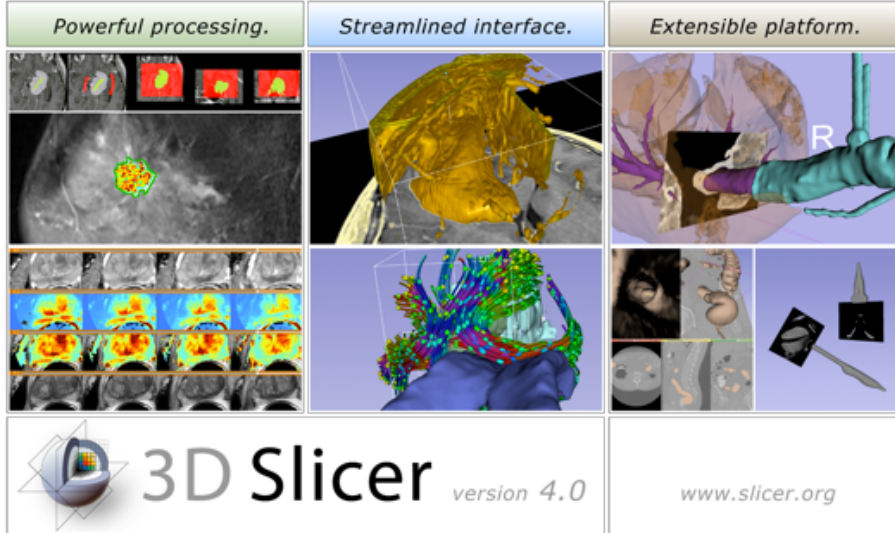 Powerful processing.
Streamlined interface.
Extensible platform.
R
3D Slicer version 4.0
www.slicer.org